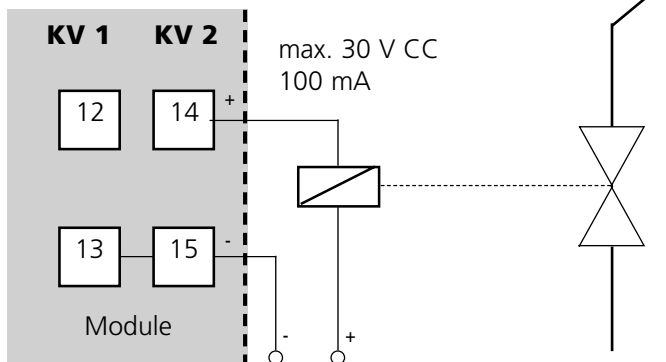 KV 1 KV 2
max. 30 V CC
100 mA
12 14 +
13 15 -
Module
- +